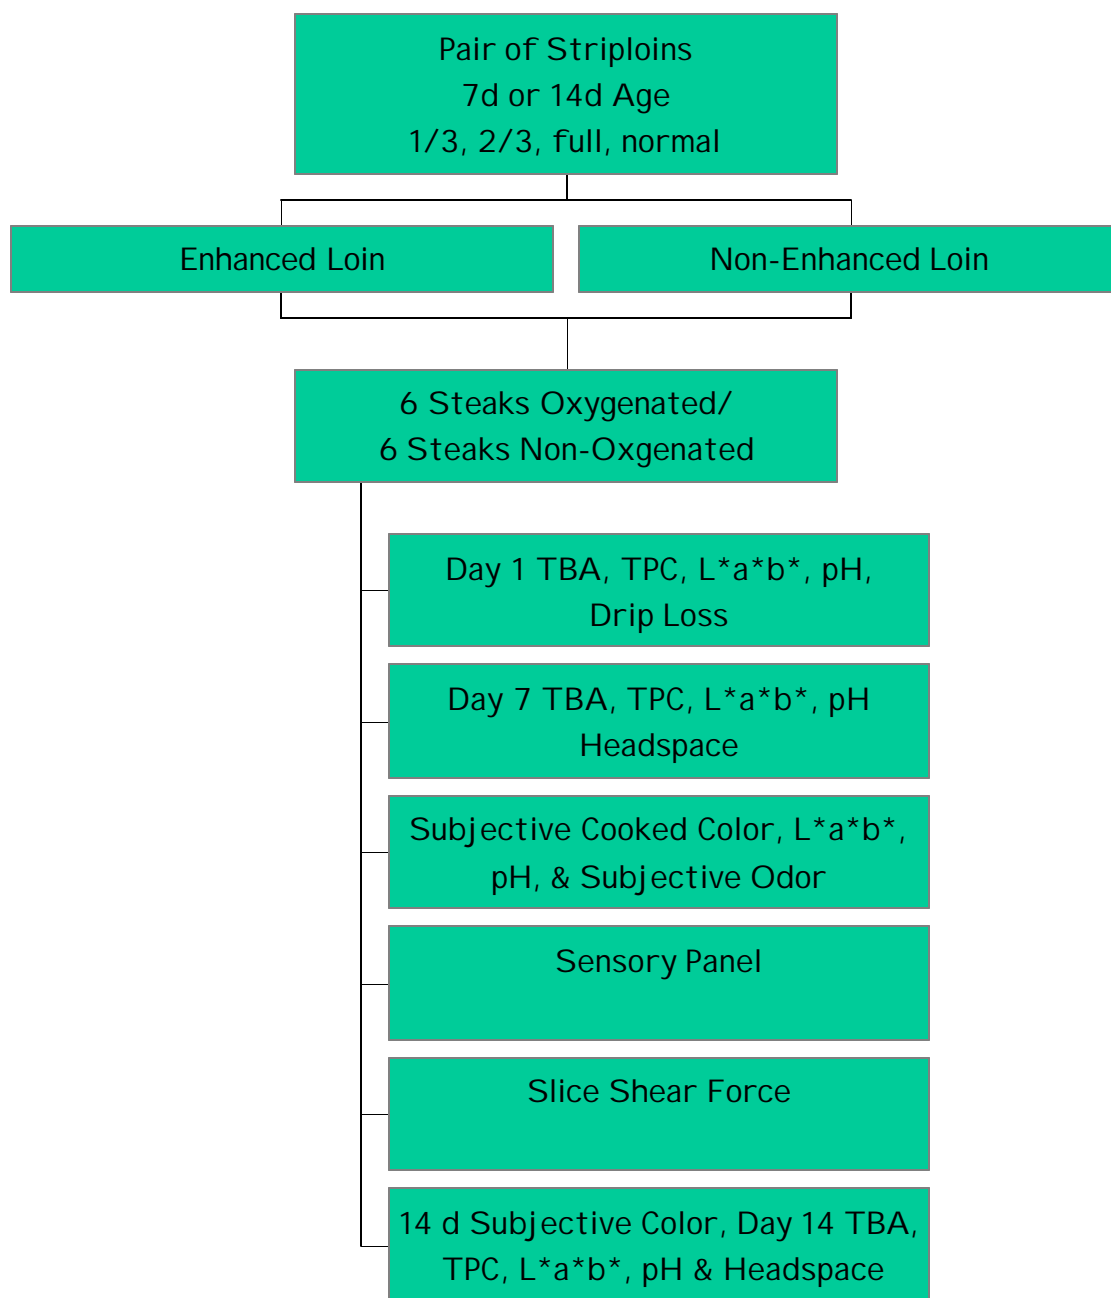 Pair of Striploins
7d or 14d Age
1/3, 2/3, full, normal
Enhanced Loin
Non-Enhanced Loin
6 Steaks Oxygenated/
6 Steaks Non-Oxgenated
Day 1 TBA, TPC, L*a*b*, pH,
Drip Loss
Day 7 TBA, TPC, L*a*b*, pH
Headspace
Subjective Cooked Color, L*a*b*,
pH, & Subjective Odor
Sensory Panel
Slice Shear Force
14 d Subjective Color, Day 14 TBA,
TPC, L*a*b*, pH & Headspace